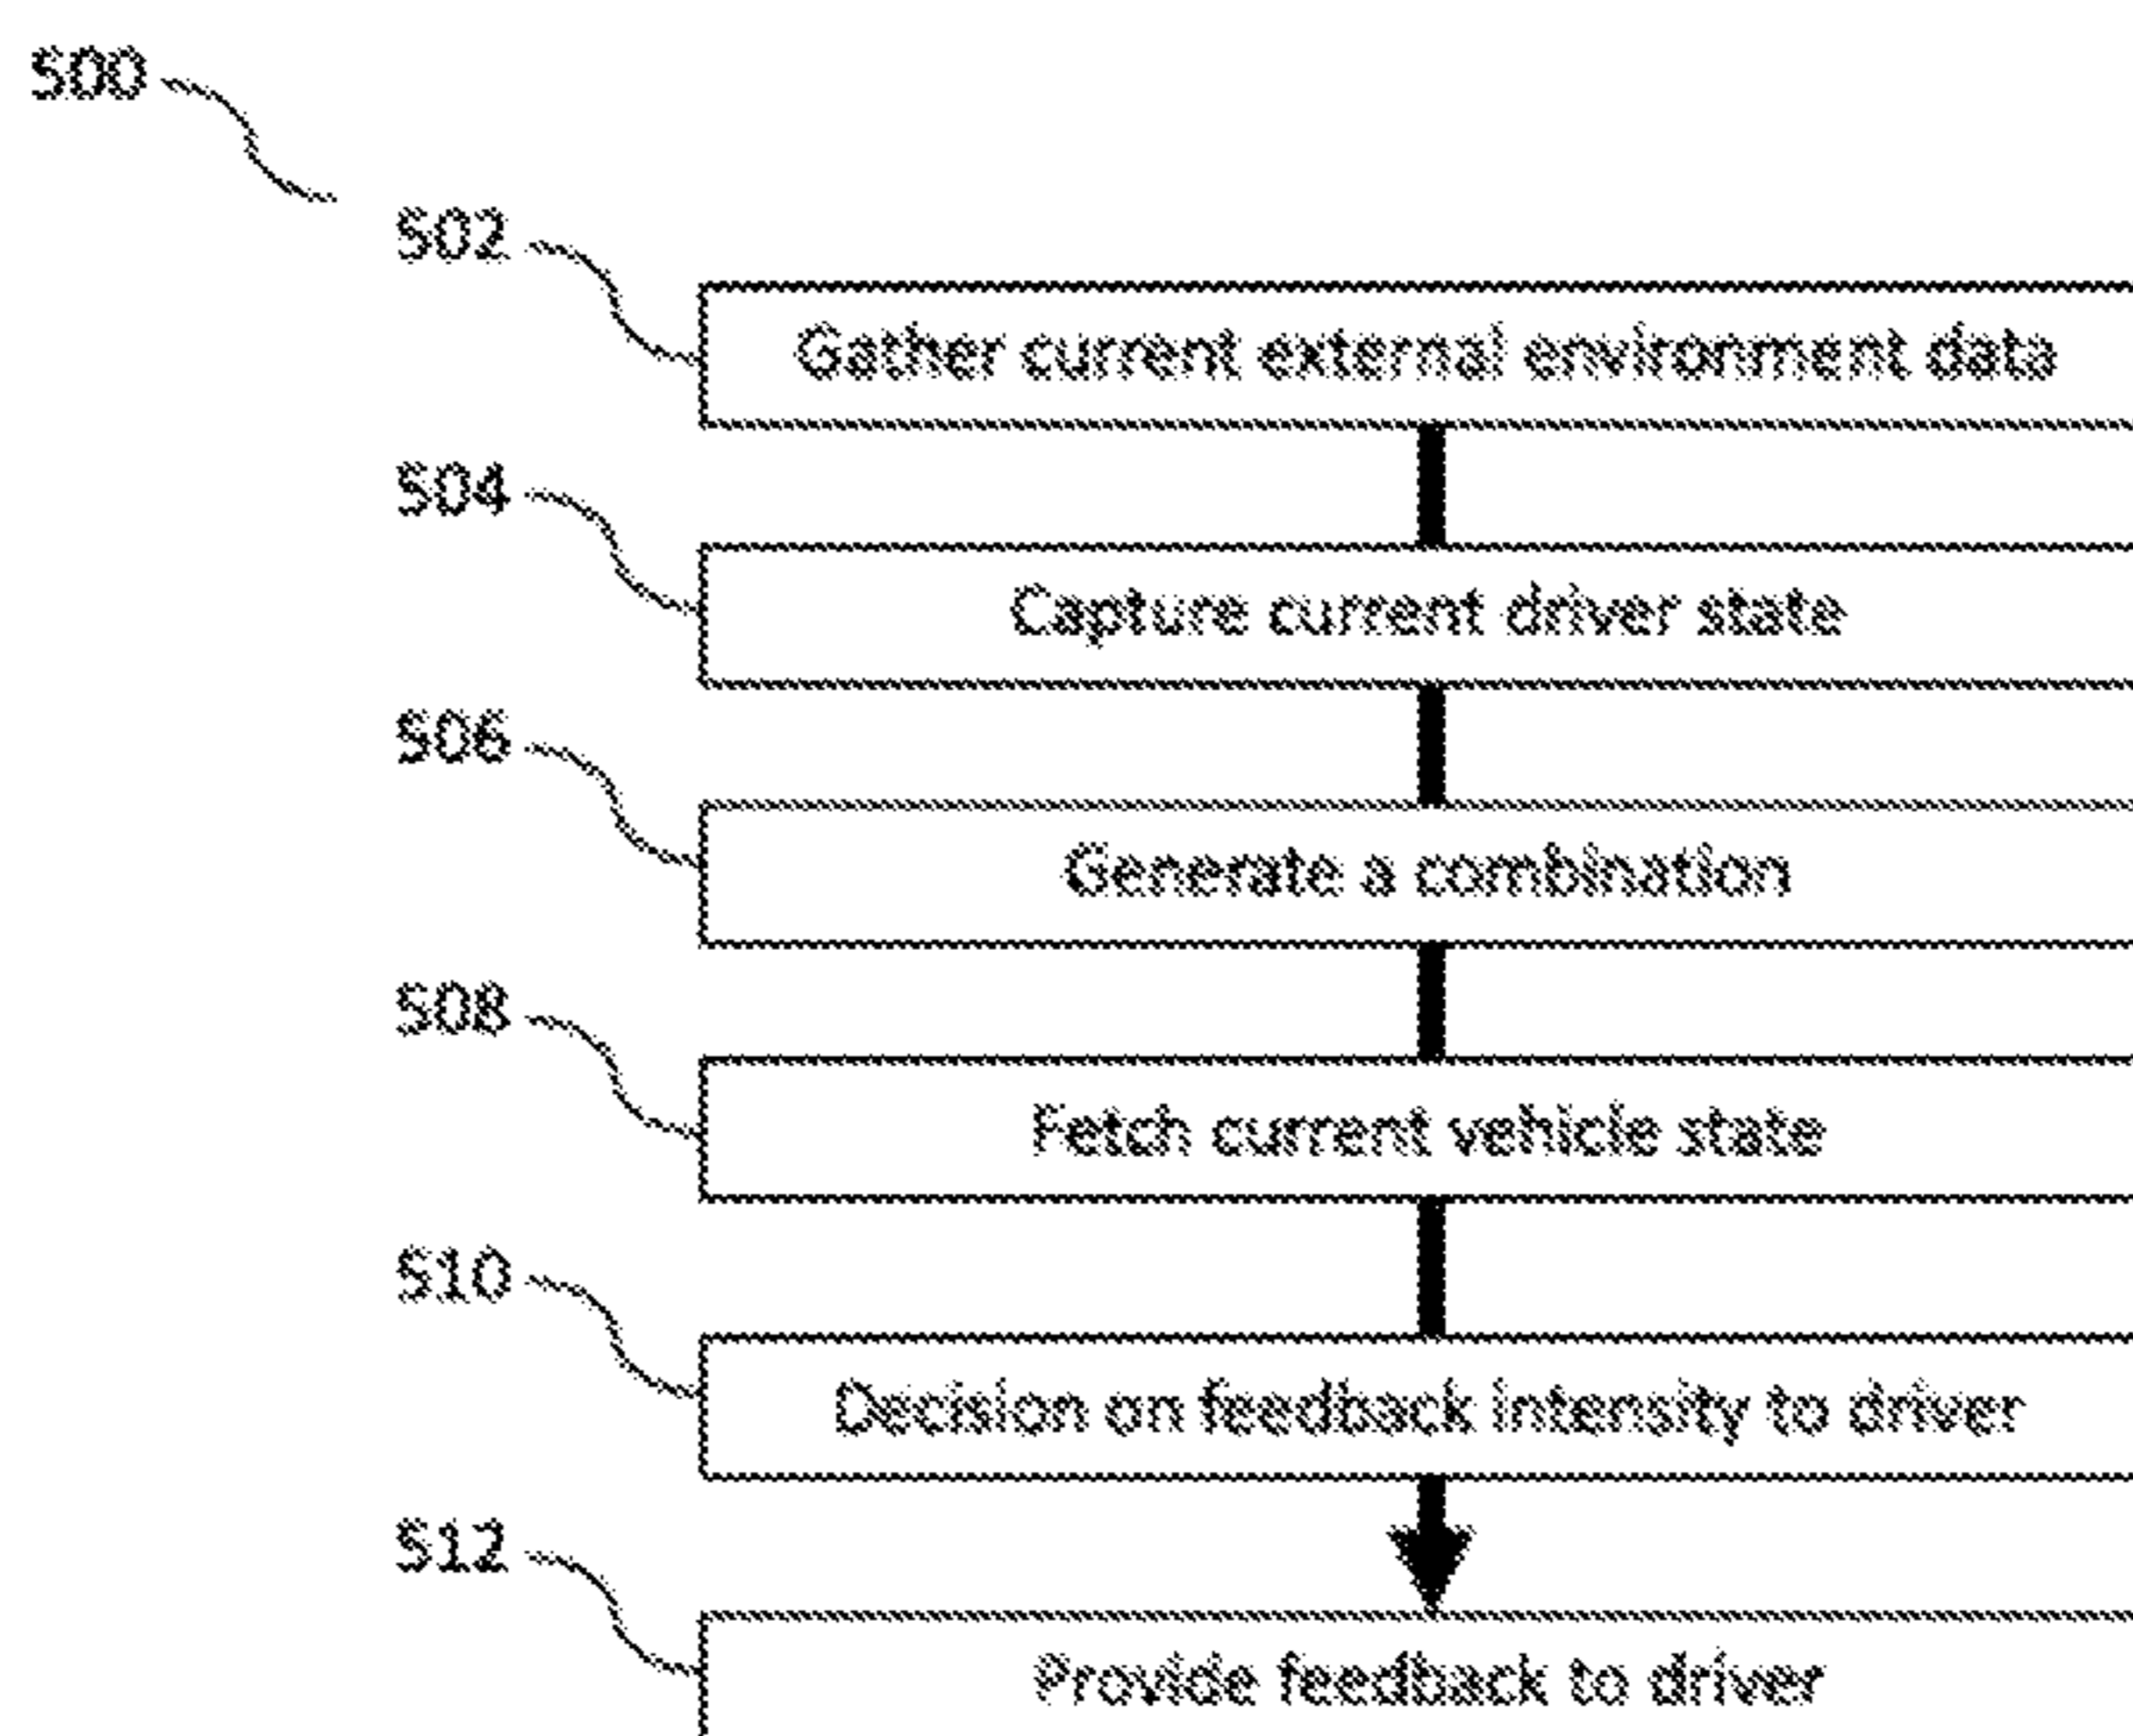 500
502
Gather current external environment data
504
Capture current driver state
506
Generate a combination
508
Fetch current vehicle state
510
Decision on feedback intensity to driver
512
Provide feedback to driver